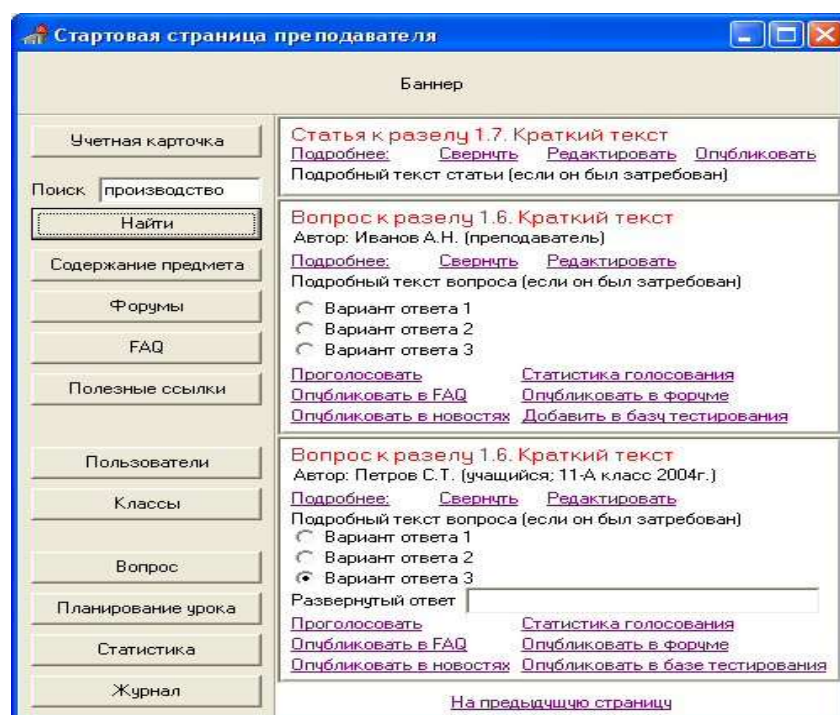 Стартовая страница преподавателя
Баннер
Учетная карточка
Поиск производство
Найти
Содержание предмета
Форумы
FAQ
Полезные ссылки
Пользователи
Классы
Вопрос
Планирование урока
Статистика
Журнал
Статья к разелу 1.7. Краткий текст
Подробнее: Свернуть Редактировать Опубликовать
Подробный текст статьи (если он был затребован)
Вопрос к разелу 1.6. Краткий текст
Автор: Иванов А.Н. (преподаватель)
Подробнее: Свернуть Редактировать
Подробный текст вопроса (если он был затребован)
Вариант ответа 1
Вариант ответа 2
Вариант ответа 3
Проголосовать Статистика голосования
Опубликовать в FAQ Опубликовать в форуме
Опубликовать в новостях Добавить в базу тестирования
Вопрос к разелу 1.6. Краткий текст
Автор: Петров С.Т. (учащийся; 11-А класс 2004г.)
Подробнее: Свернуть Редактировать
Подробный текст вопроса (если он был затребован)
Вариант ответа 1
Вариант ответа 2
Вариант ответа 3
Развернутый ответ
Проголосовать Статистика голосования
Опубликовать в FAQ Опубликовать в форуме
Опубликовать в новостях Опубликовать в базе тестирования
На предыдущую страницу